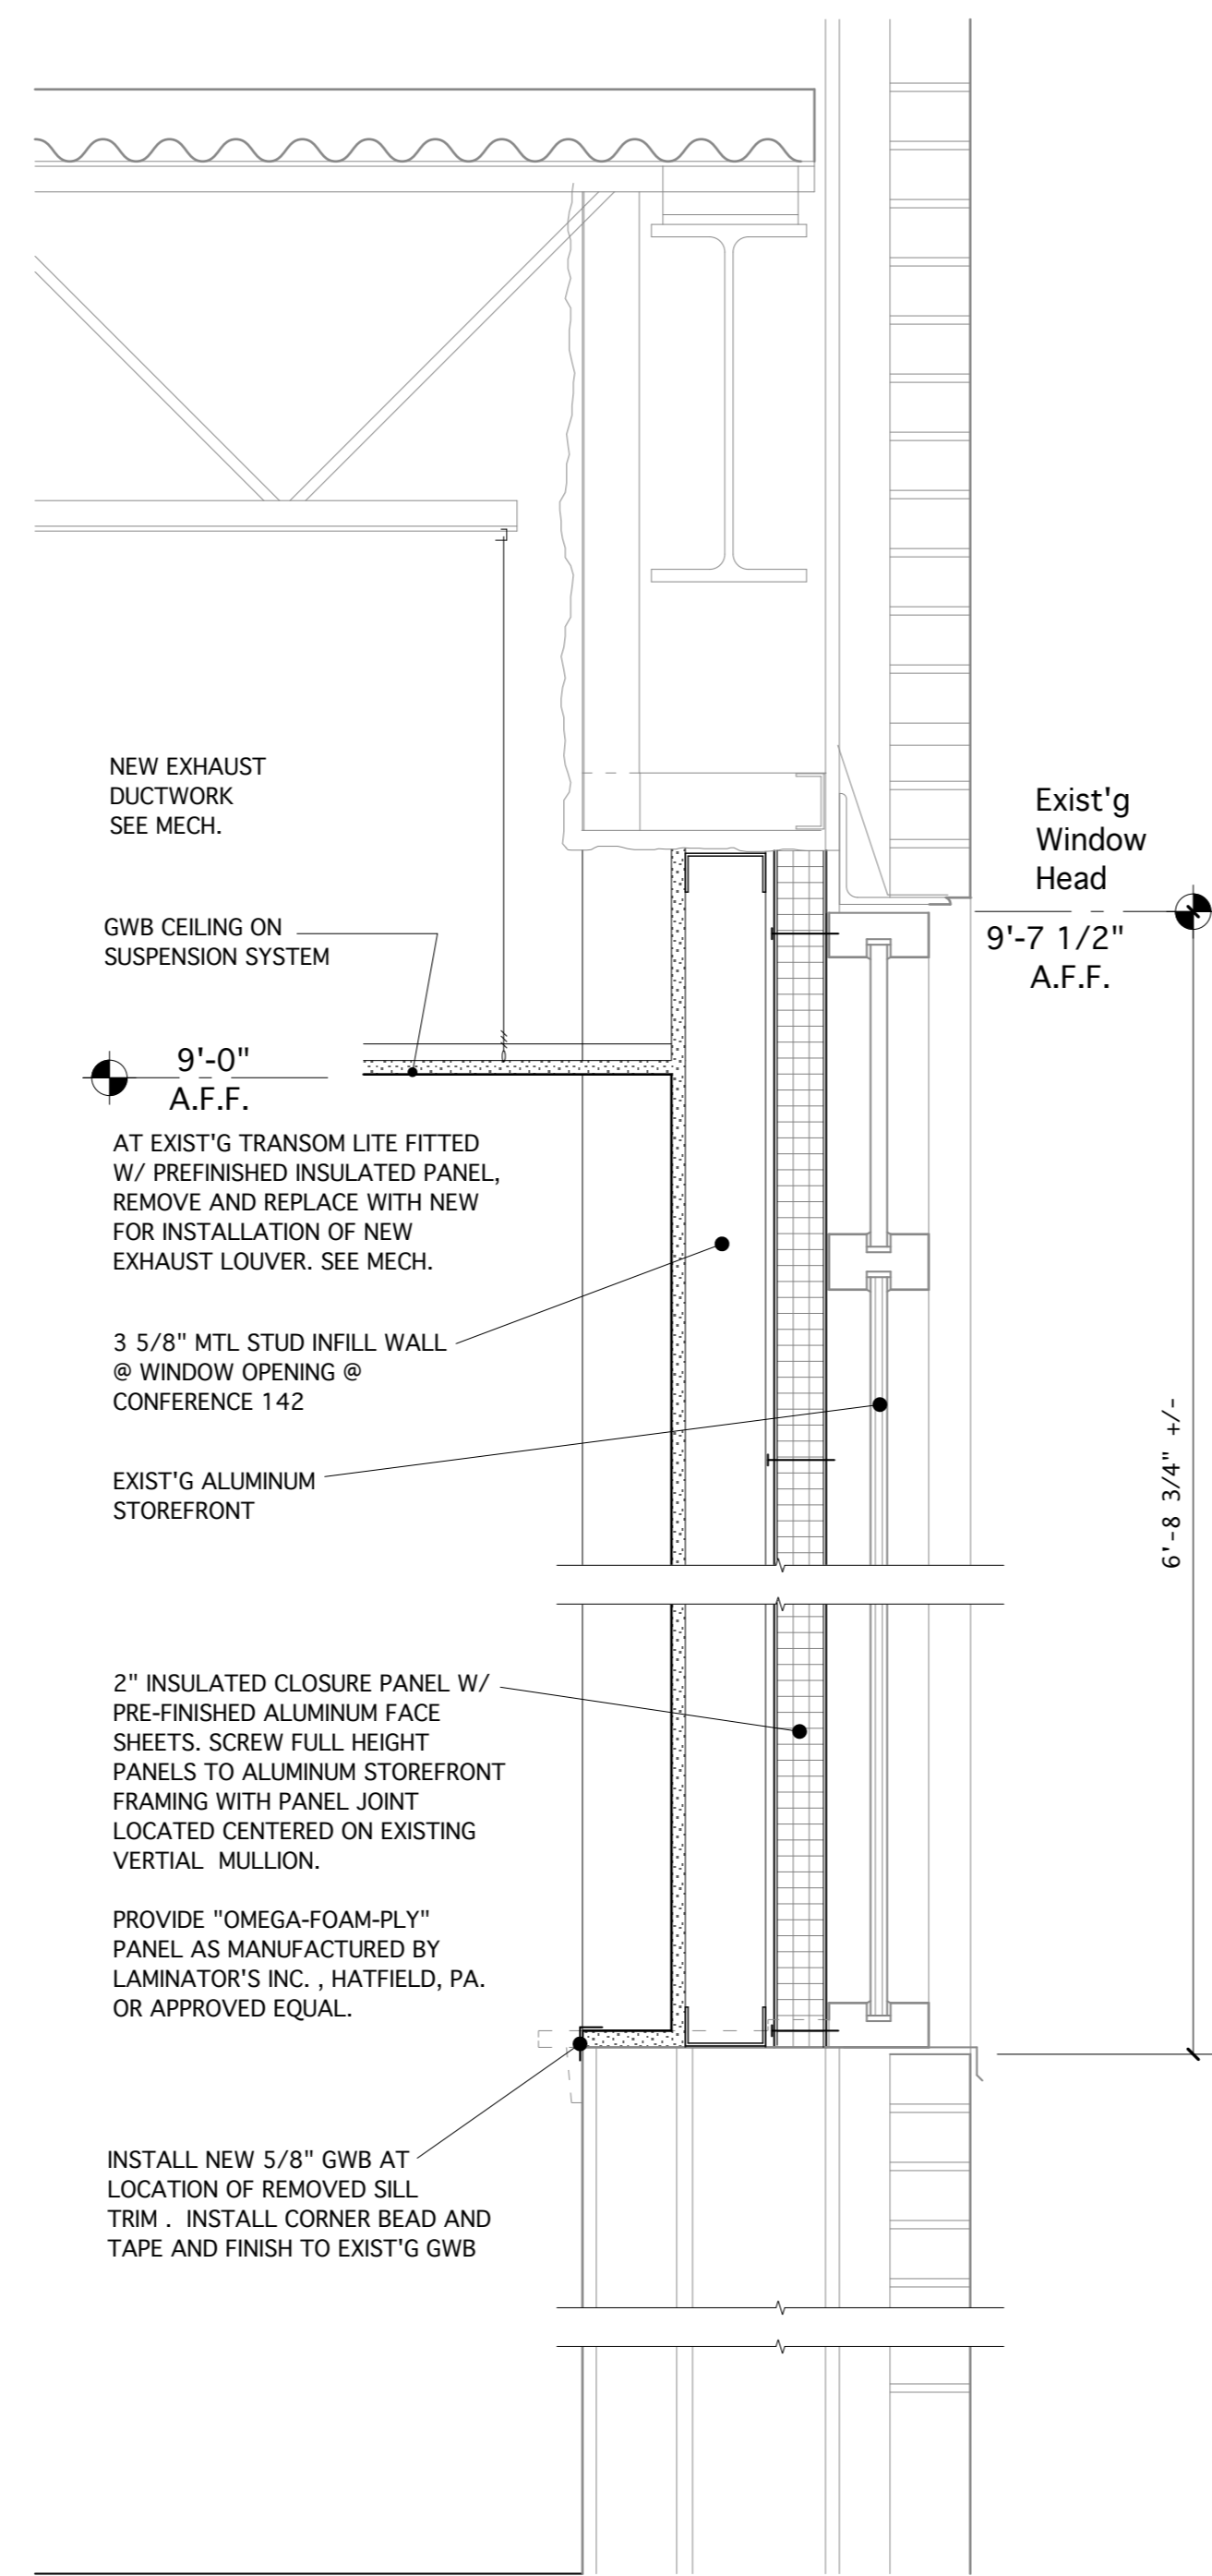 NEW EXHAUST
DUCTWORK
SEE MECH.
Exist'g
Window
Head
9'-7 1/2"
A.F.F.
GWB CEILING ON
SUSPENSION SYSTEM
9'-0"
A.F.F.
AT EXIST'G TRANSOM LITE FITTED
W/ PREFINISHED INSULATED PANEL,
REMOVE AND REPLACE WITH NEW
FOR INSTALLATION OF NEW
EXHAUST LOUVER. SEE MECH.
3 5/8" MTL STUD INFILL WALL
@ WINDOW OPENING @
CONFERENCE 142
EXIST'G ALUMINUM
STOREFRONT
6'-8 3/4" +/-
2" INSULATED CLOSURE PANEL W/
PRE-FINISHED ALUMINUM FACE
SHEETS. SCREW FULL HEIGHT
PANELS TO ALUMINUM STOREFRONT
FRAMING WITH PANEL JOINT
LOCATED CENTERED ON EXISTING
VERTIAL  MULLION.
PROVIDE "OMEGA-FOAM-PLY"
PANEL AS MANUFACTURED BY
LAMINATOR'S INC. , HATFIELD, PA.
OR APPROVED EQUAL.
INSTALL NEW 5/8" GWB AT
LOCATION OF REMOVED SILL
TRIM .  INSTALL CORNER BEAD AND
TAPE AND FINISH TO EXIST'G GWB